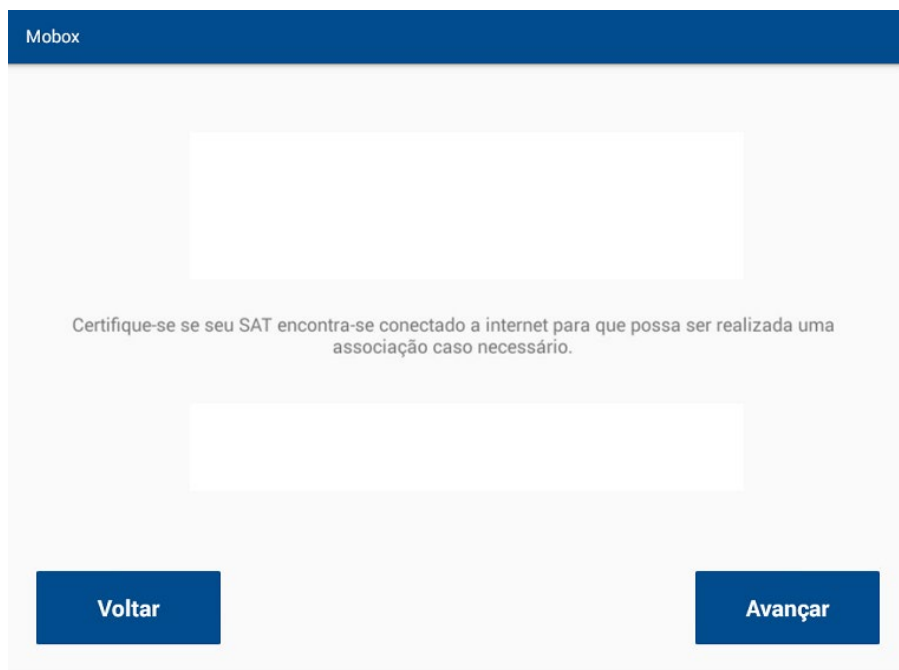 Mobox
Certifique-se se seu SAT encontra-se conectado a internet para que possa ser realizada uma
associação caso necessário.
Voltar
Avançar